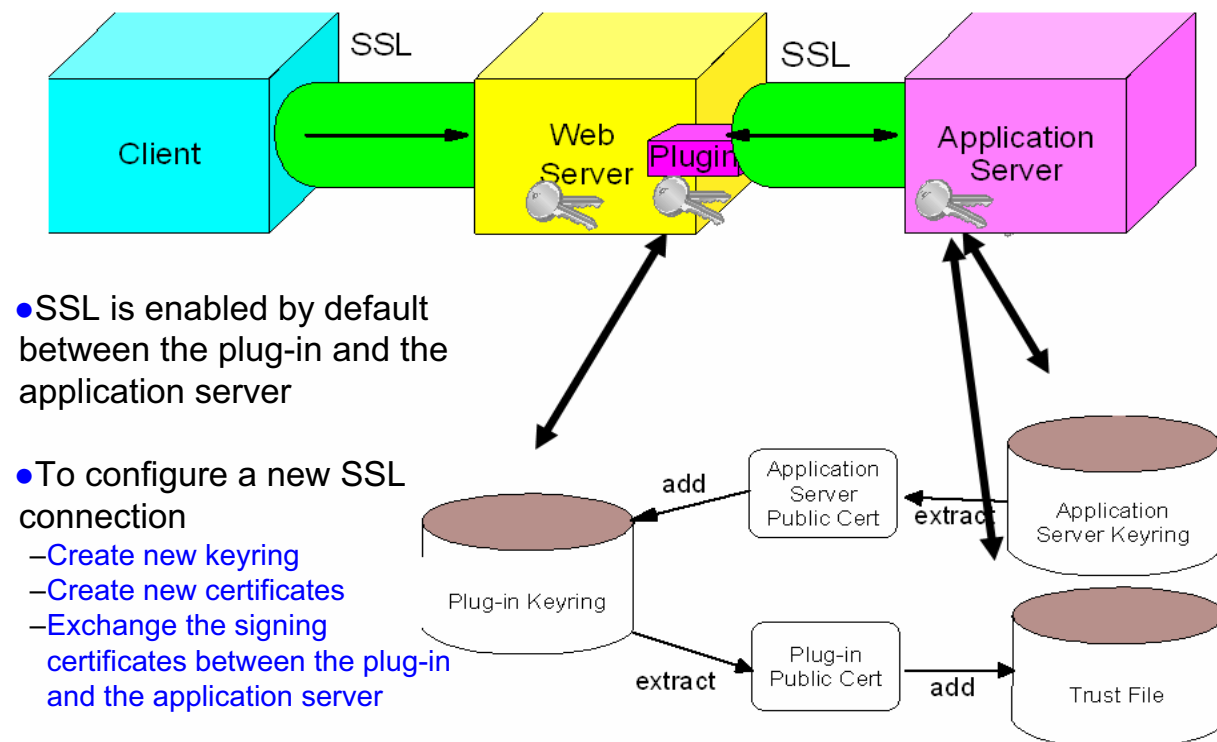 SSL
SSL
Client
Web
Server
Plugin
Application
Server
●SSL is enabled by default
between the plug-in and the
application server
●To configure a new SSL
connection
–Create new keyring
–Create new certificates
–Exchange the signing
certificates between the plug-in
and the application server
add
Application
Server
Public Cert
extract
Application
Server Keyring
Plug-in Keyring
extract
Plug-in
Public Cert
add
Trust File